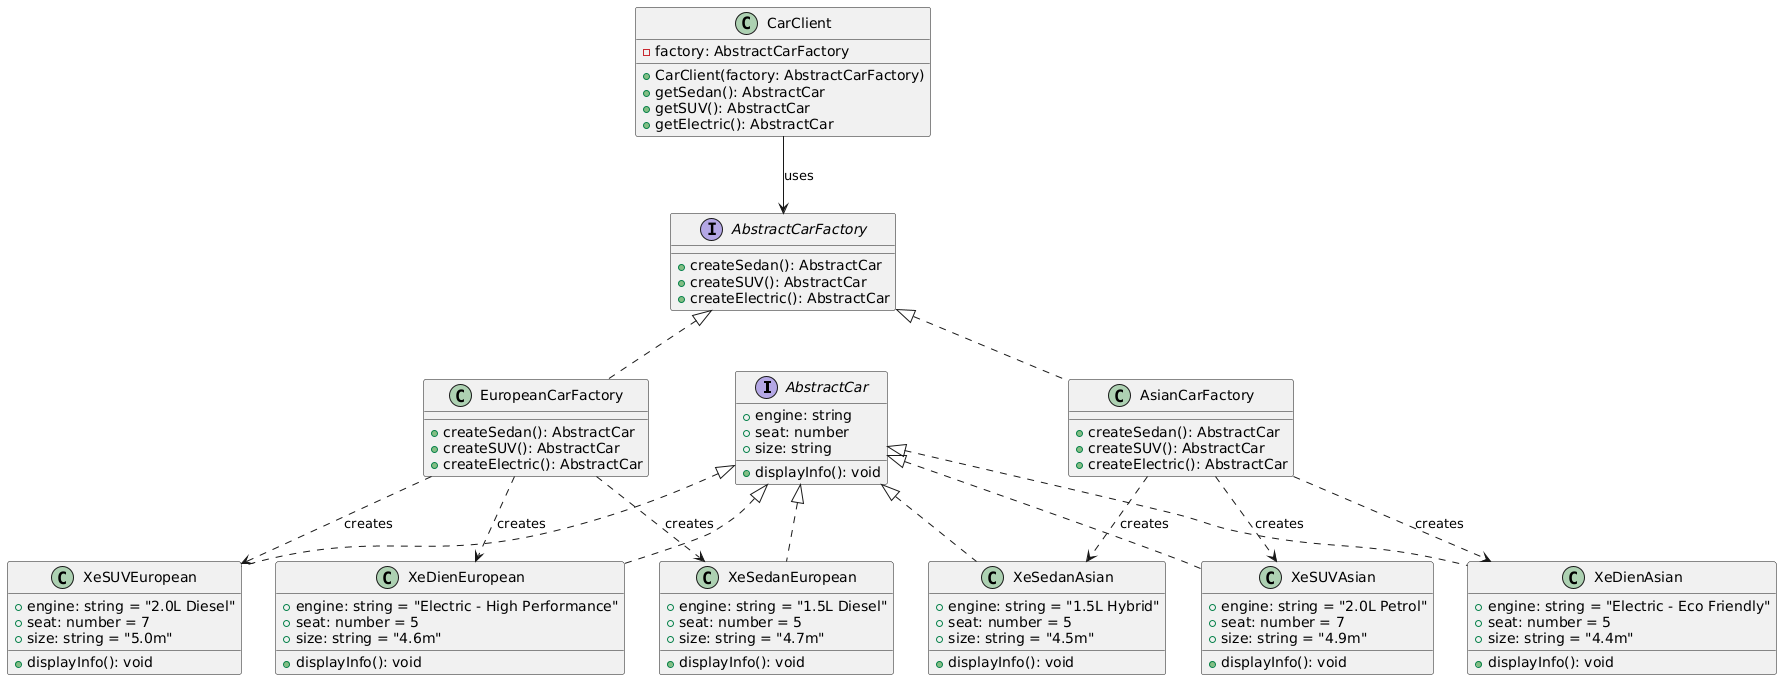 CarClient
factory: AbstractCarFactory
CarClient(factory: AbstractCarFactory)
getSedan(): AbstractCar
getSUV(): AbstractCar
getElectric(): AbstractCar
uses
AbstractCarFactory
createSedan(): AbstractCar
createSUV(): AbstractCar
createElectric(): AbstractCar
EuropeanCarFactory
createSedan(): AbstractCar
createSUV(): AbstractCar
createElectric(): AbstractCar
AbstractCar
engine: string
seat: number
size: string
displayInfo(): void
AsianCarFactory
createSedan(): AbstractCar
createSUV(): AbstractCar
createElectric(): AbstractCar
creates
creates
creates
creates
creates
creates
XeSUVEuropean
engine: string = "2.0L Diesel"
seat: number = 7
size: string = "5.0m"
displayInfo(): void
XeDienEuropean
engine: string = "Electric - High Performance"
seat: number = 5
size: string = "4.6m"
displayInfo(): void
XeSedanEuropean
engine: string = "1.5L Diesel"
seat: number = 5
size: string = "4.7m"
displayInfo(): void
XeSedanAsian
engine: string = "1.5L Hybrid"
seat: number = 5
size: string = "4.5m"
displayInfo(): void
XeSUVAsian
engine: string = "2.0L Petrol"
seat: number = 7
size: string = "4.9m"
displayInfo(): void
XeDienAsian
engine: string = "Electric - Eco Friendly"
seat: number = 5
size: string = "4.4m"
displayInfo(): void